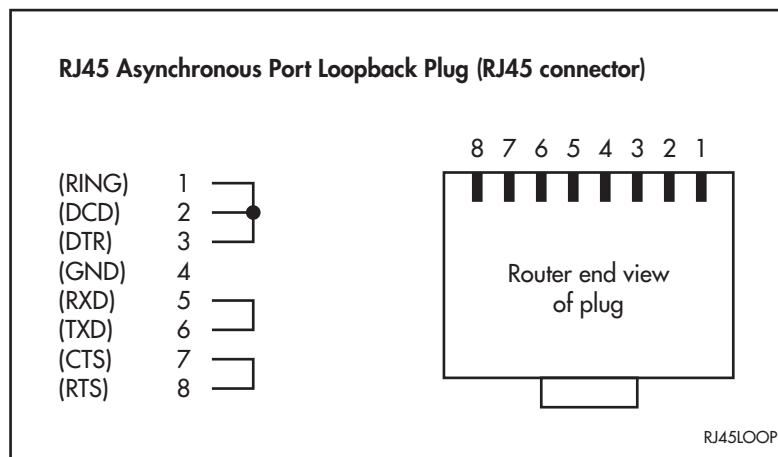 RJ45 Asynchronous Port Loopback Plug (RJ45 connector)
(RING) 1
(DCD) 2
(DTR) 3
(GND) 4
(RXD) 5
(TXD) 6
(CTS) 7
(RTS) 8
8 7 6 5 4 3 2 1
Router end view
of plug
RJ45LOOP